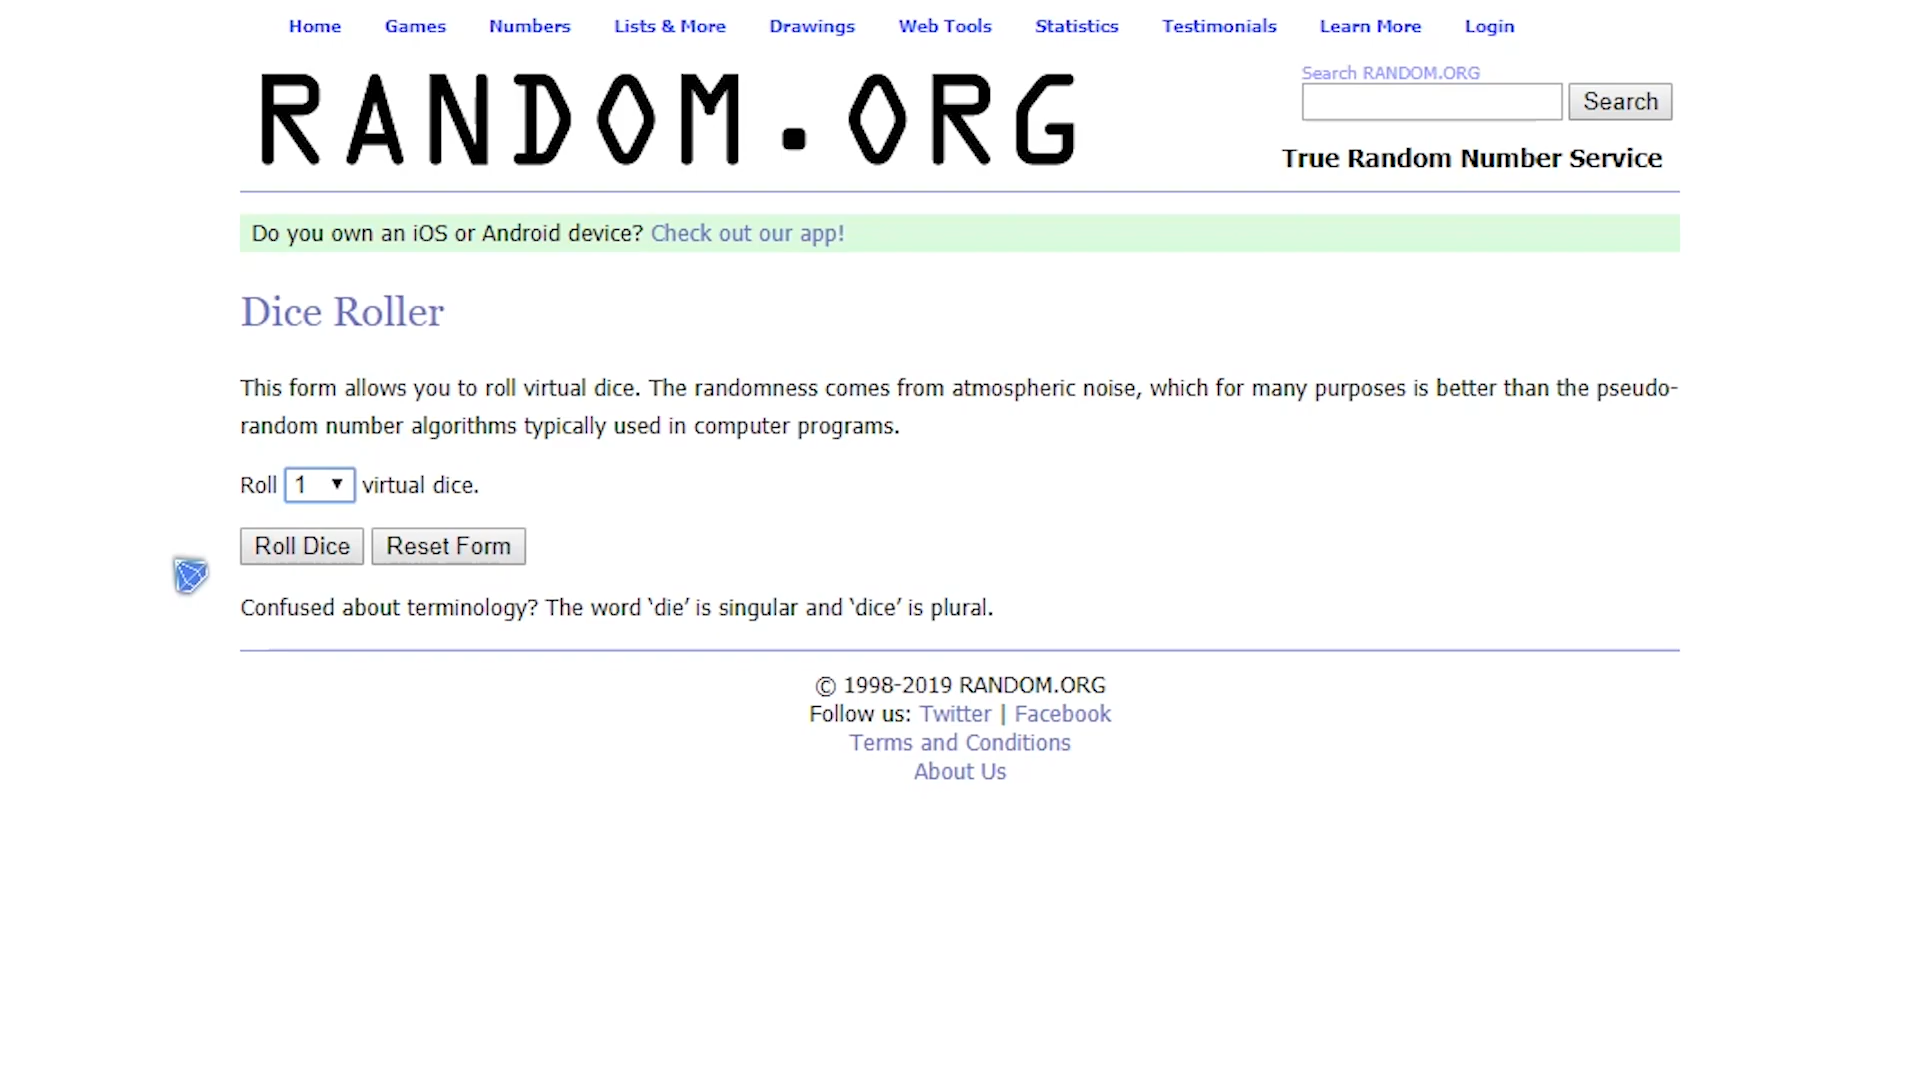 Home Games Numbers Lists & More Drawings Web Tools Statistics Testimonials Learn More Login
RANDOM.ORG
Search RANDOM.ORG
Search
True Random Number Service
Do you own an iOS or Android device? Check out our app!
Dice Roller
This form allows you to roll virtual dice. The randomness comes from atmospheric noise, which for many purposes is better than the pseudo-
random number algorithms typically used in computer programs.
Roll 1 ▼ virtual dice.
Roll Dice Reset Form
Confused about terminology? The word ‘die’ is singular and ‘dice’ is plural.
© 1998-2019 RANDOM.ORG
Follow us: Twitter | Facebook
Terms and Conditions
About Us